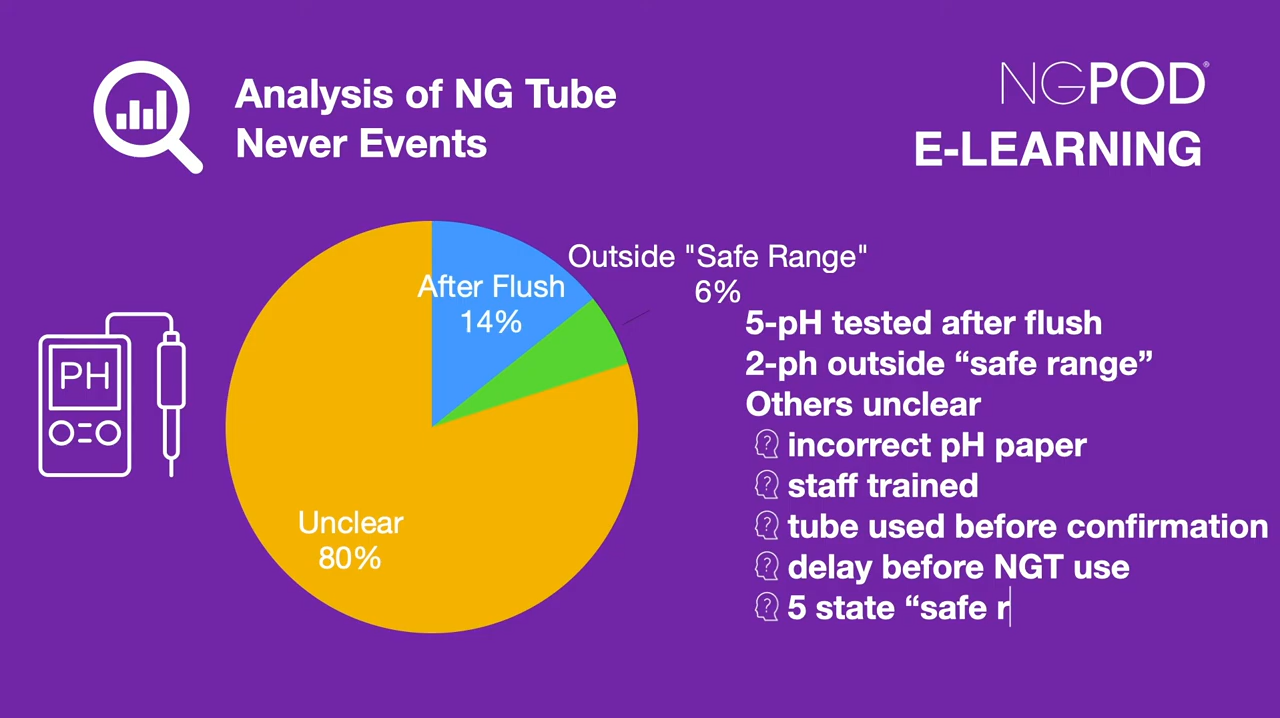 Analysis of NG Tube
Never Events
NGPOD®
E-LEARNING
After Flush
14%
Outside "Safe Range"
6%
Unclear
80%
PH
5-pH tested after flush
2-ph outside “safe range”
Others unclear
? incorrect pH paper
? staff trained
? tube used before confirmation
? delay before NGT use
? 5 state “safe r